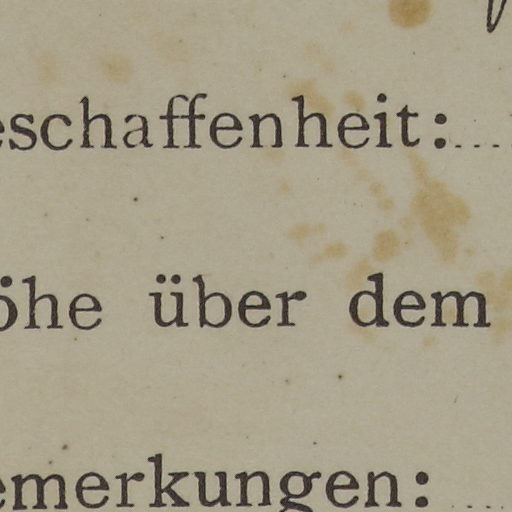 eschaffenheit:
öhe über dem
emerkungen: